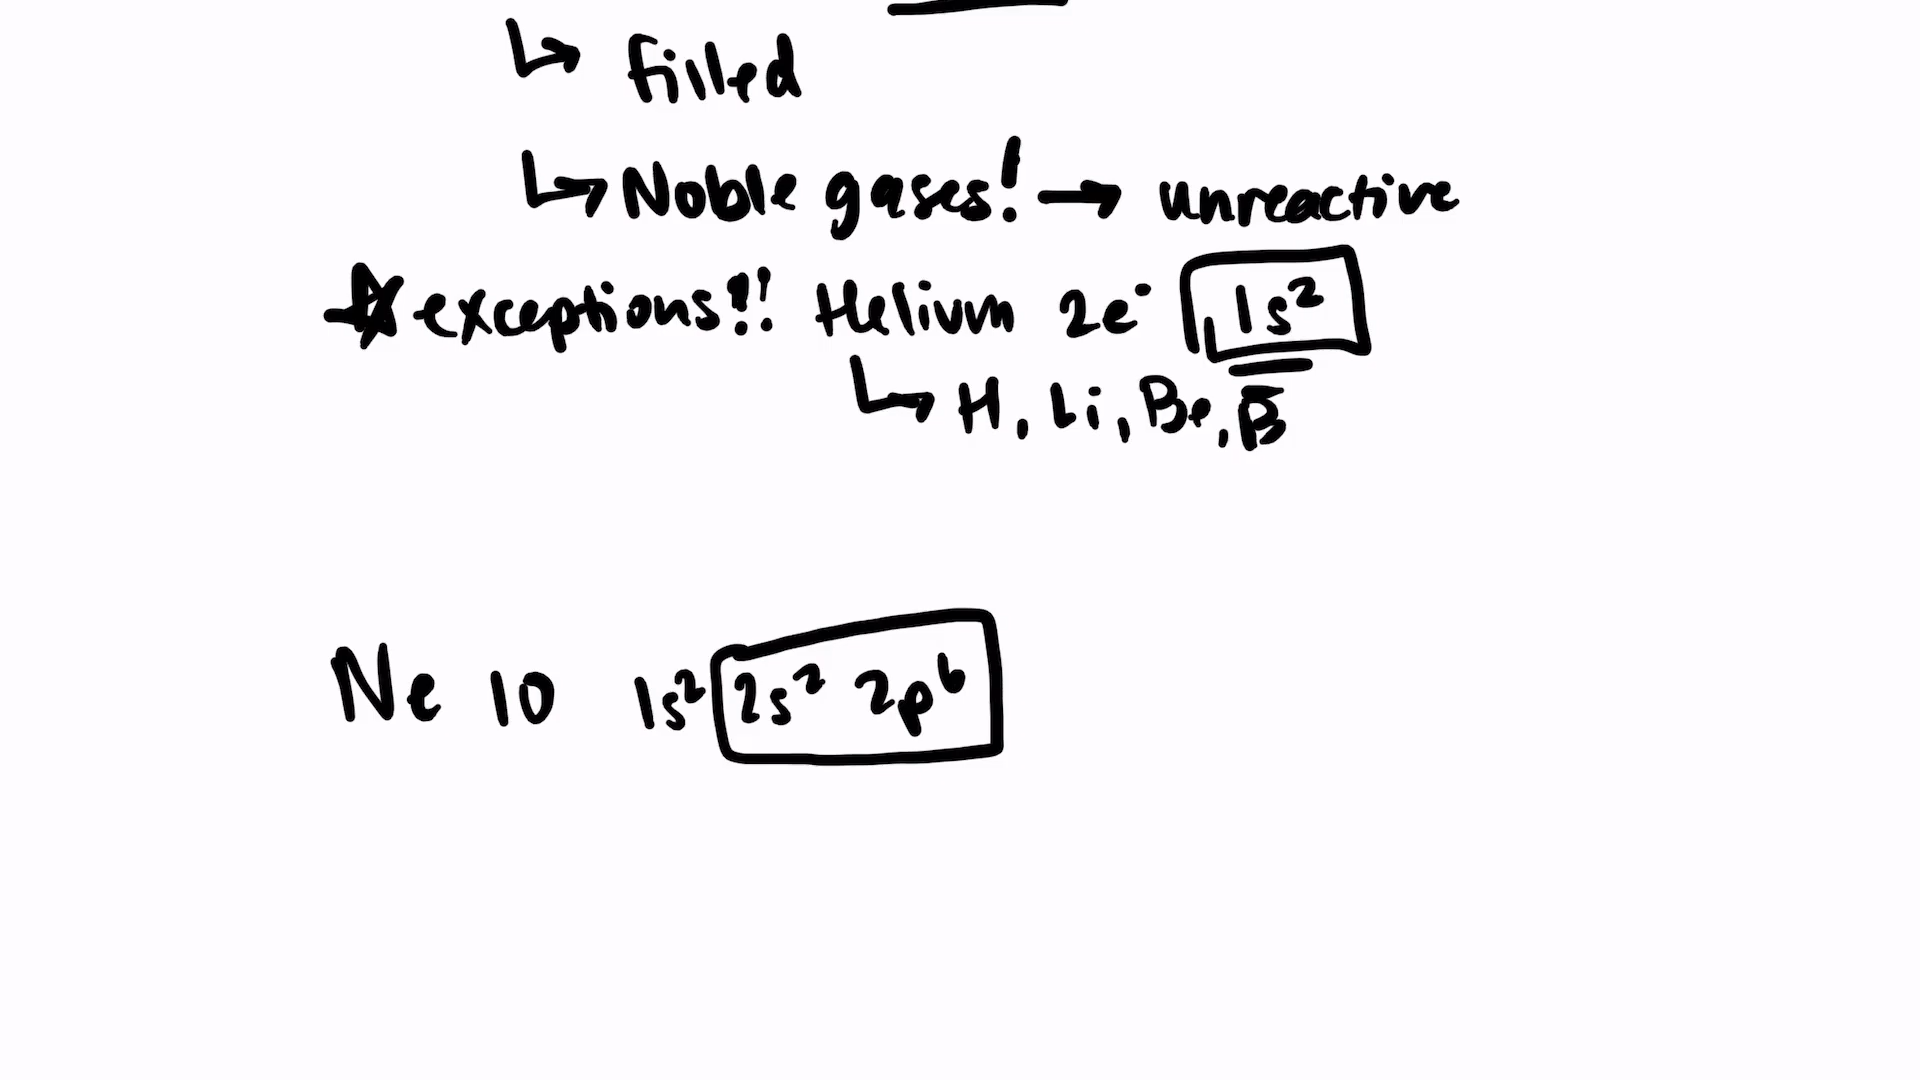 ↳ filled
↳ Noble gases! → unreactive
☆ exceptions!! Helium 2e⁻ 1s²
↳ H, Li, Be, B
Ne 10 1s² 2s² 2p⁶